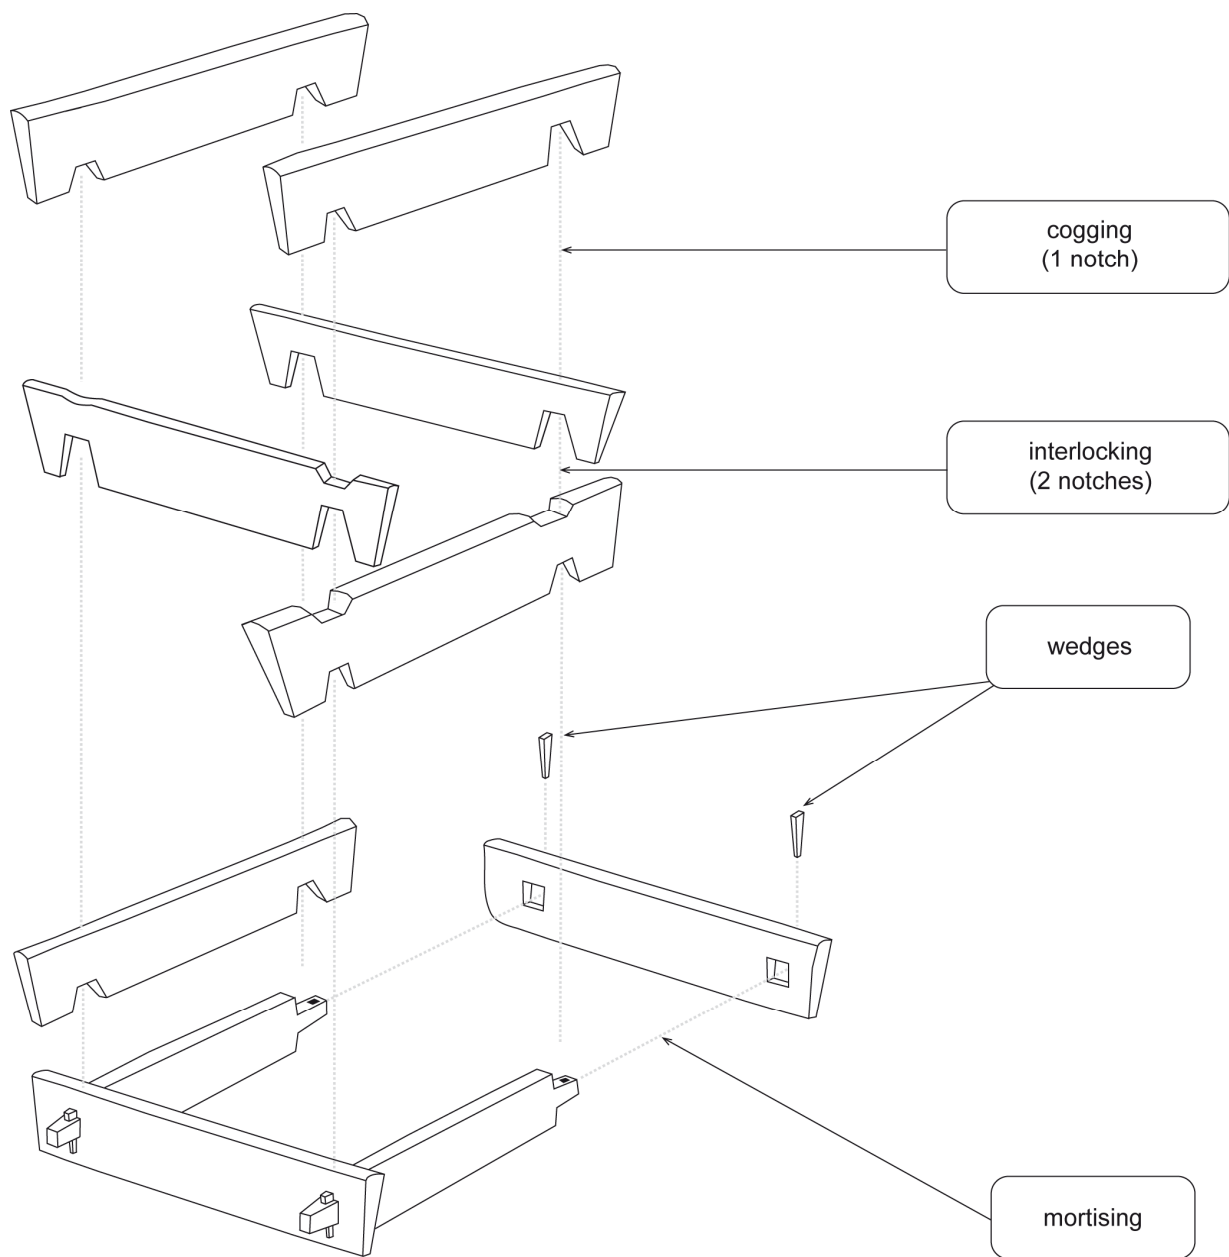 cogging
(1 notch)
interlocking
(2 notches)
wedges
mortising